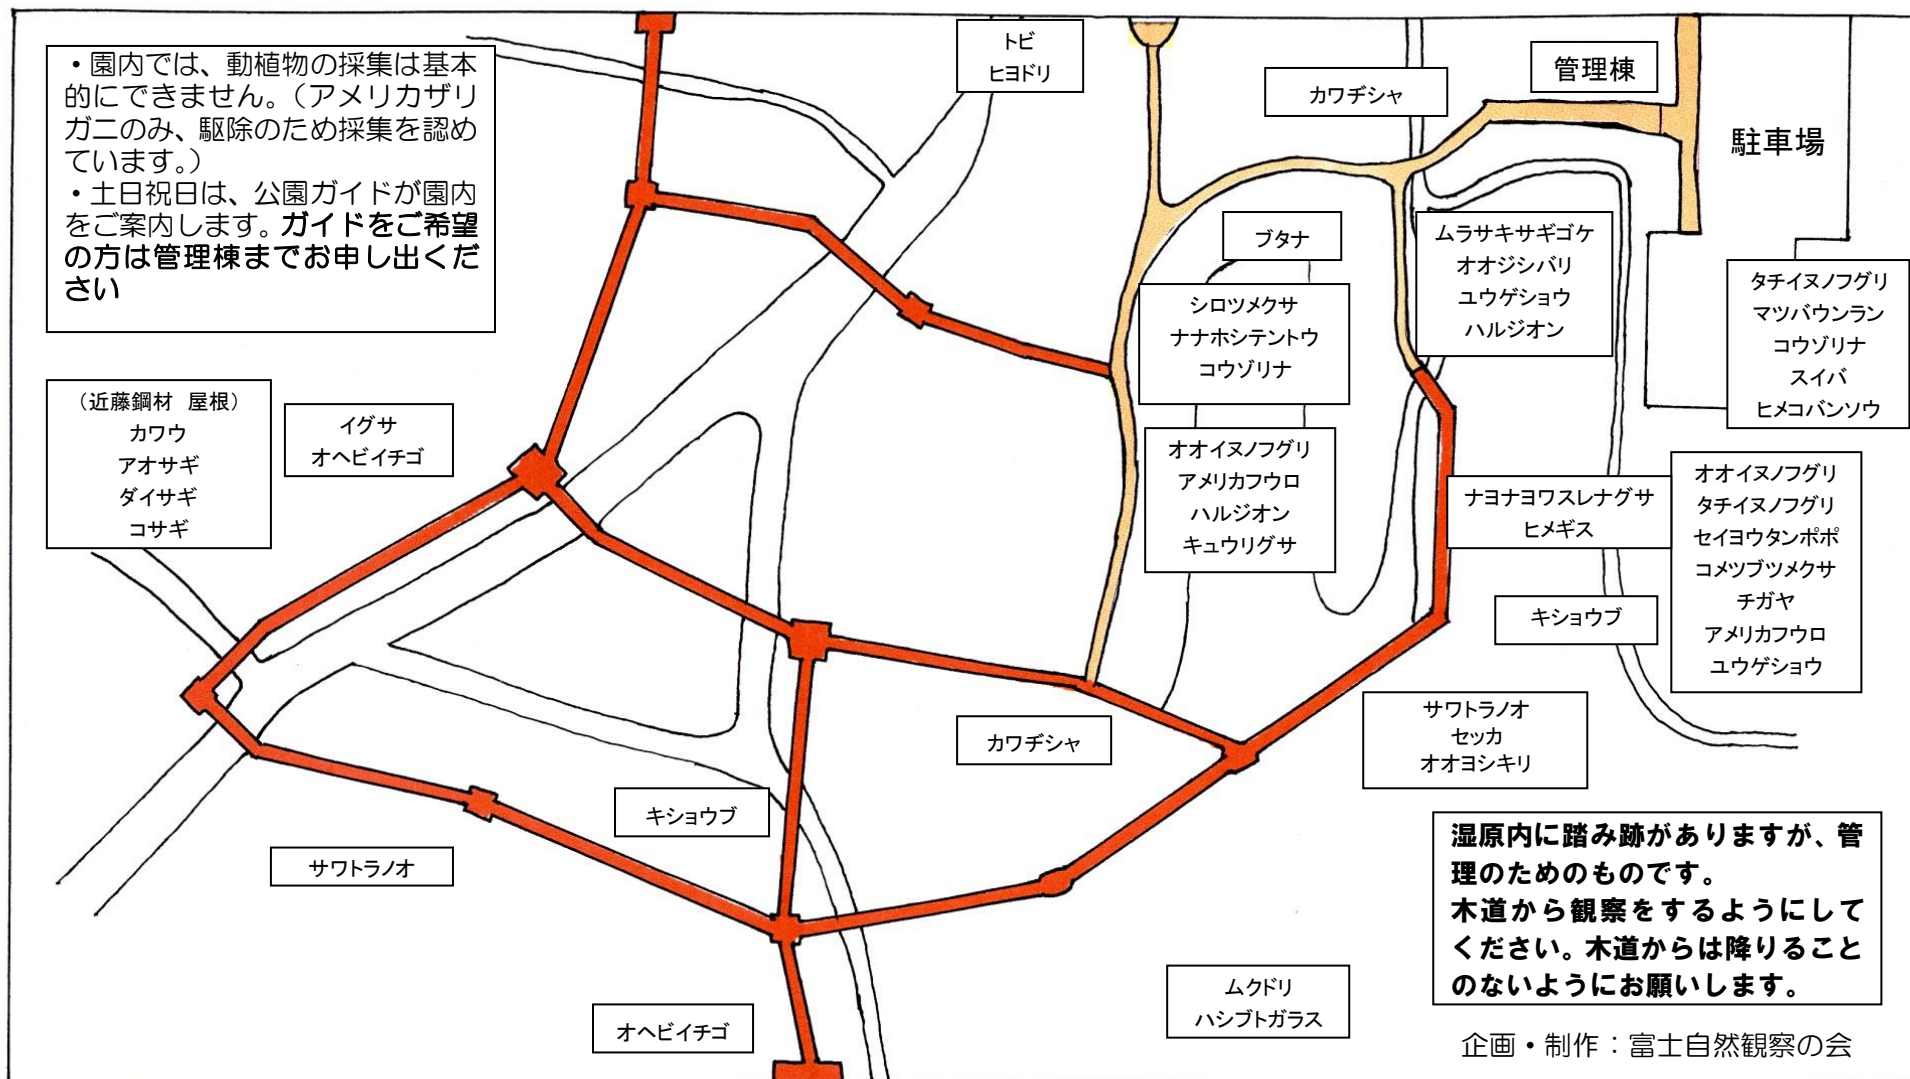 ・園内では、動植物の採集は基本
的にできません。（アメリカザリ
ガニのみ、駆除のため採集を認め
ています。）
・土日祝日は、公園ガイドが園内
をご案内します。ガイドをご希望
の方は管理棟までお申し出くだ
さい
トビ
ヒヨドリ
カワヂシャ
管理棟
駐車場
ブタナ
シロツメクサ
ナナホシテントウ
コウゾリナ
ムラサキサギゴケ
オオジシバリ
ユウゲショウ
ハルジオン
タチイヌノフグリ
マツバウンラン
コウゾリナ
スイバ
ヒメコバンソウ
（近藤鋼材 屋根）
カワウ
アオサギ
ダイサギ
コサギ
イグサ
オヘビイチゴ
オオイヌノフグリ
アメリカフウロ
ハルジオン
キュウリグサ
ナヨナヨワスレナグサ
ヒメギス
オオイヌノフグリ
タチイヌノフグリ
セイヨウタンポポ
コメツブツメクサ
チガヤ
アメリカフウロ
ユウゲショウ
キショウブ
サワトラノオ
セッカ
オオヨシキリ
カワヂシャ
キショウブ
サワトラノオ
湿原内に踏み跡がありますが、管
理のためのものです。
木道から観察をするようにして
ください。木道からは降りること
のないようにお願いします。
ムクドリ
ハシブトガラス
オヘビイチゴ
企画・制作：富士自然観察の会